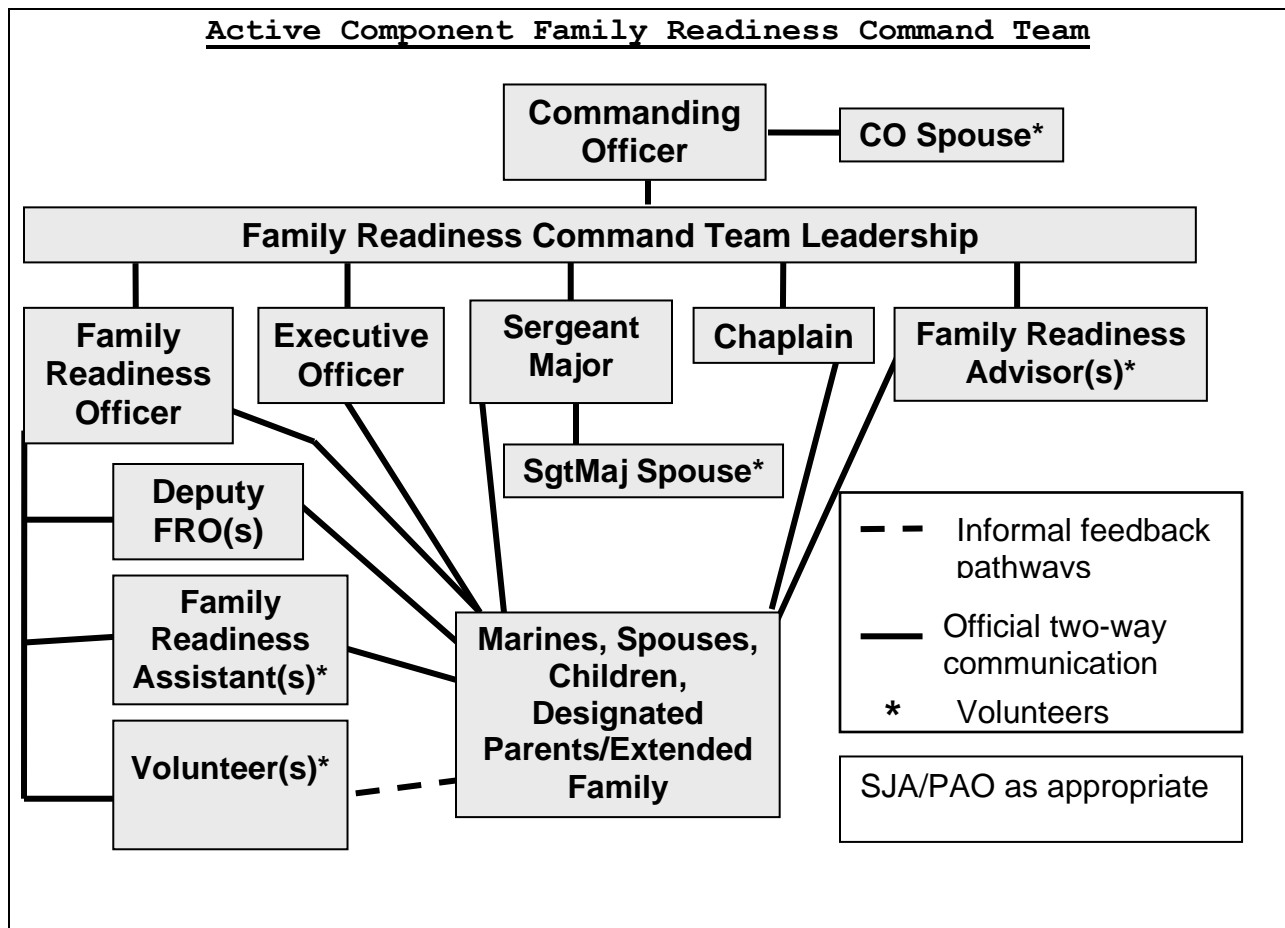 Active Component Family Readiness Command Team
Commanding
Officer
CO Spouse*
Family Readiness Command Team Leadership
Family
Readiness
Officer
Executive
Officer
Sergeant
Major
Chaplain
Family Readiness
Advisor(s)*
SgtMaj Spouse*
Deputy
FRO(s)
Family
Readiness
Assistant(s)*
Volunteer(s)*
Marines, Spouses,
Children,
Designated
Parents/Extended
Family
Informal feedback
pathways
Official two-way
communication
* Volunteers
SJA/PAO as appropriate